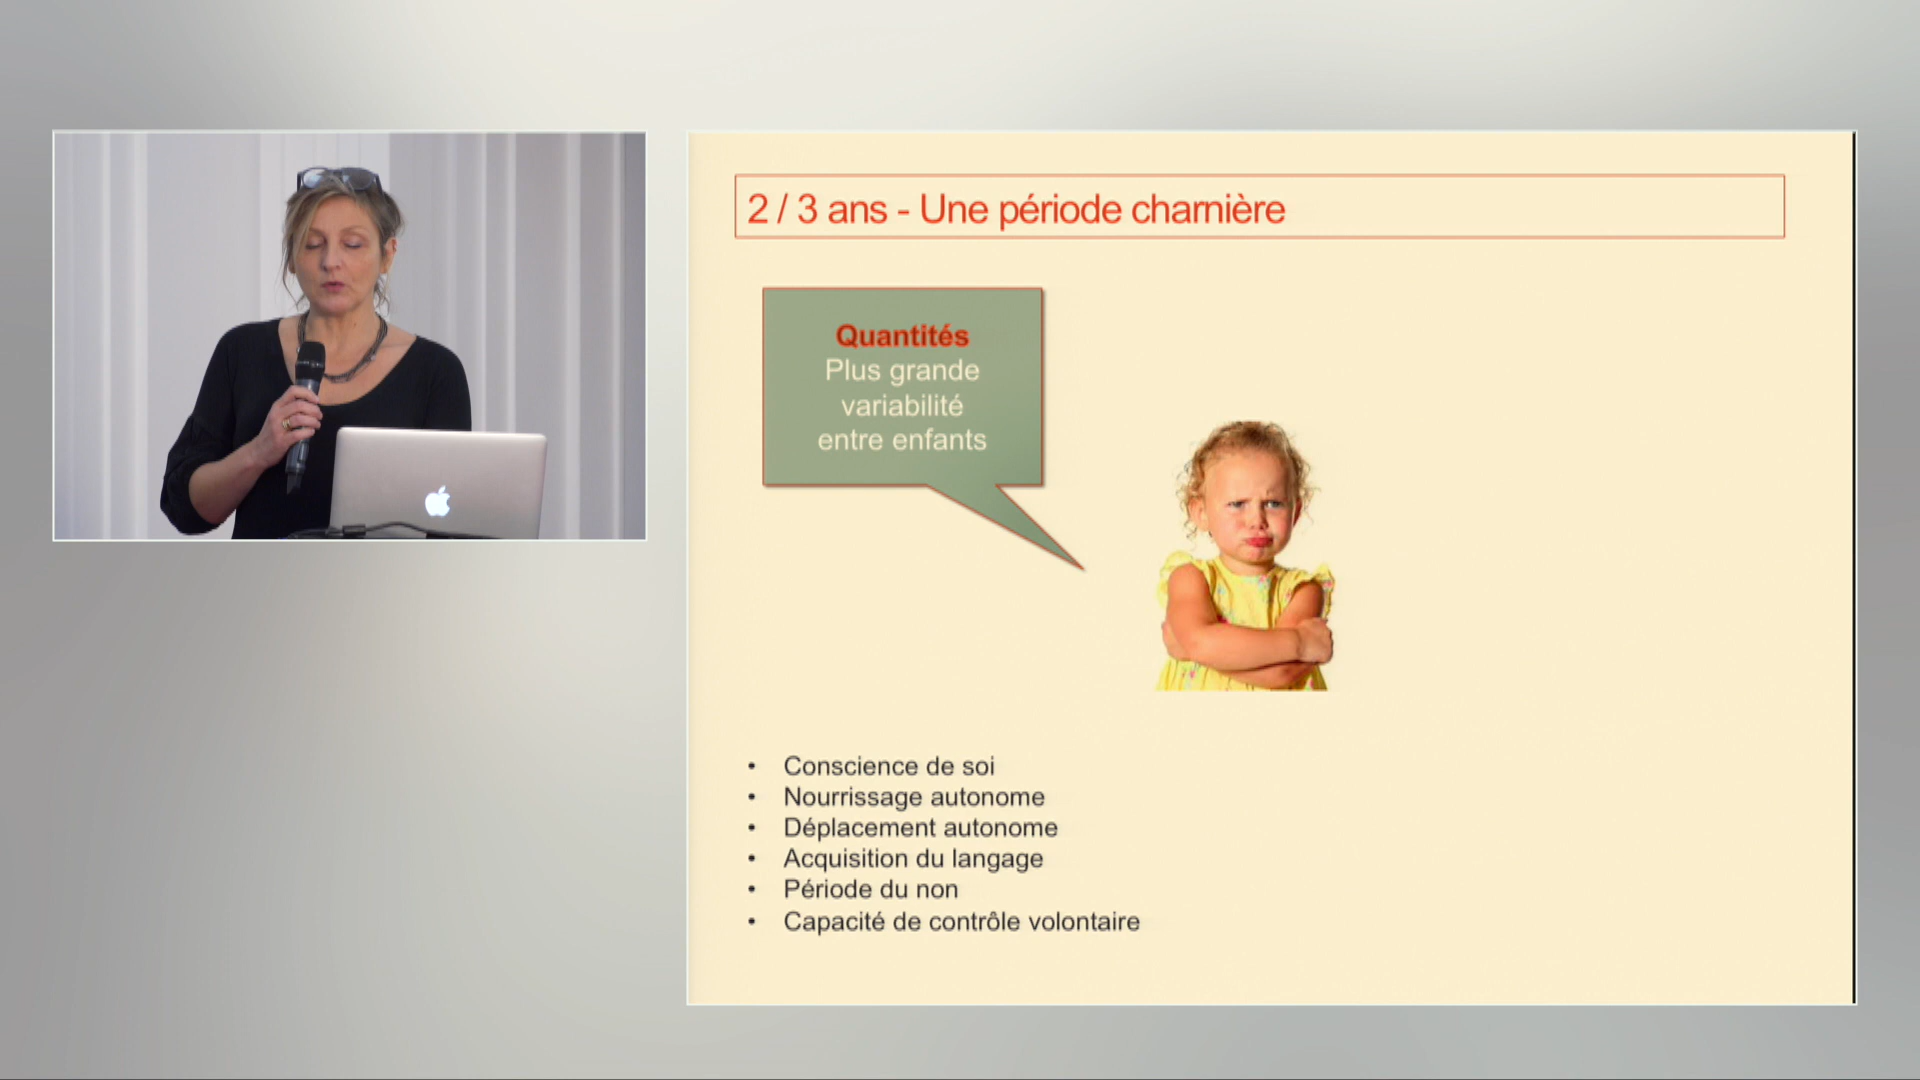 2 / 3 ans - Une période charnière
Quantités
Plus grande
variabilité
entre enfants
• Conscience de soi
• Nourrissage autonome
• Déplacement autonome
• Acquisition du langage
• Période du non
• Capacité de contrôle volontaire